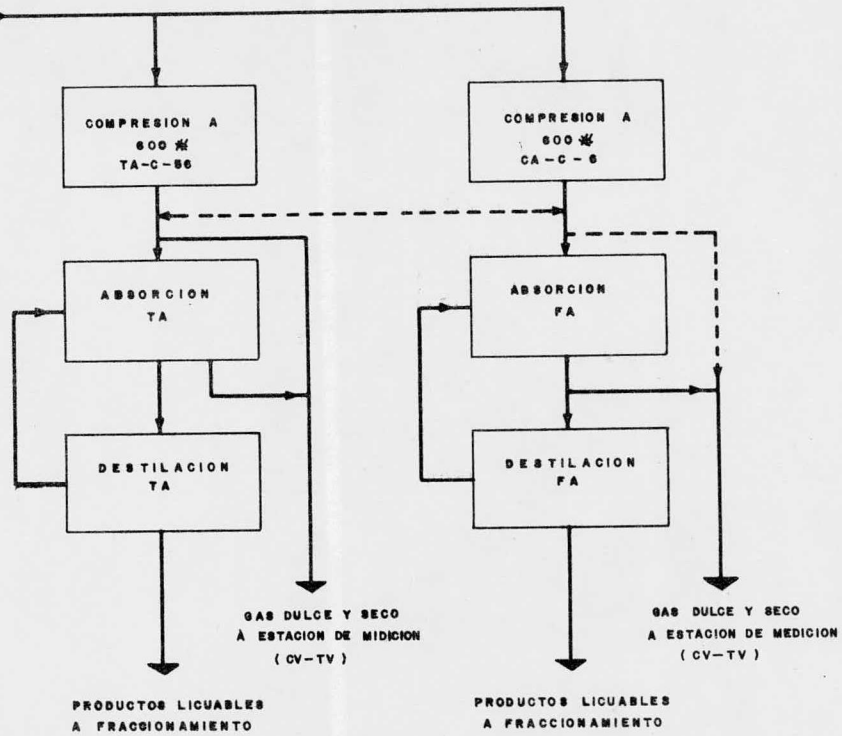 COMPRESION A
600 #
TA-C-56
COMPRESION A
600 #
CA-C-6
ABSORCION
TA
ABSORCION
FA
DESTILACION
TA
DESTILACION
FA
GAS DULCE Y SECO
À ESTACION DE MIDICION
(CV-TV)
GAS DULCE Y SECO
A ESTACION DE MEDICION
(CV-TV)
PRODUCTOS LICUABLES
A FRACCIONAMIENTO
PRODUCTOS LICUABLES
A FRACCIONAMIENTO